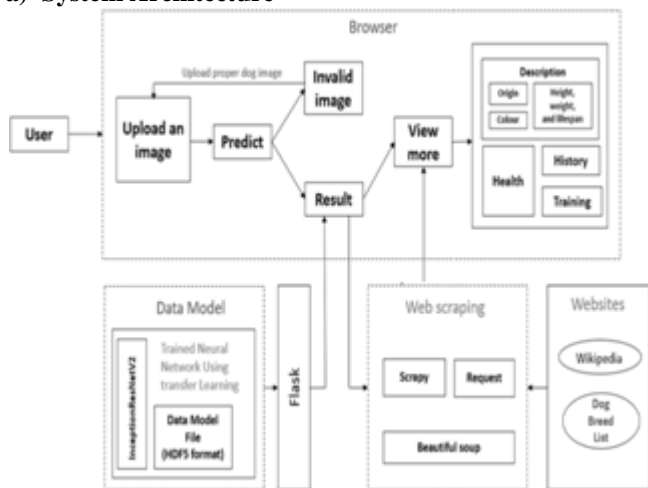 a) System Architecture
Browser
Upload proper dog image
User
Upload an
image
Predict
Invalid
image
Result
View
more
Description
Origin
Colour
Height,
weight,
and lifespan
Health
History
Training
Data Model
InceptionResNetV2
Trained Neural
Network Using
transfer Learning
Data Model
File
(HDF5 format)
Flask
Web scraping
Scrapy
Request
Beautiful soup
Websites
Wikipedia
Dog
Breed
List